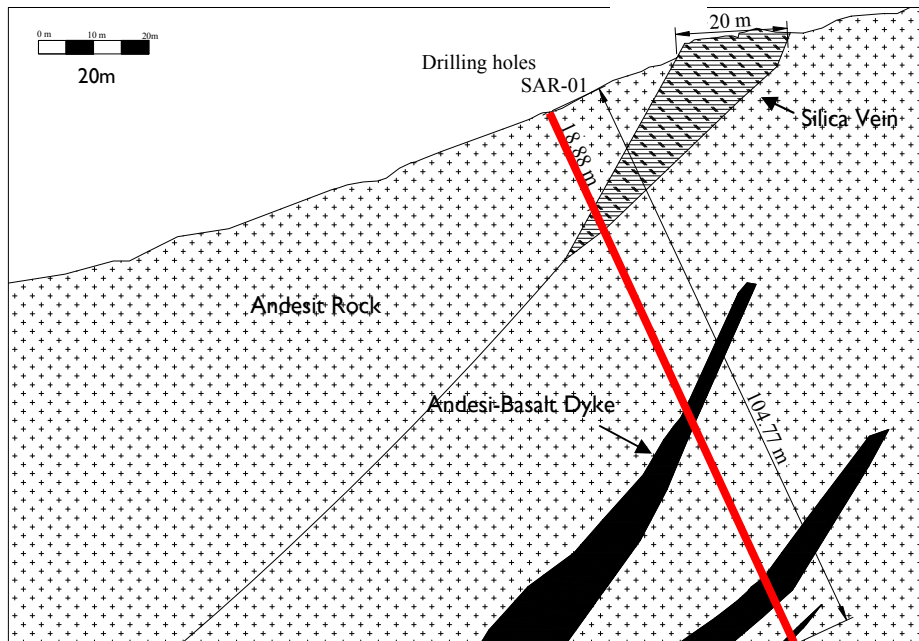 20 m
0 m 10 m 20m
20m
Drilling holes
SAR-01
Silica Vein
18.88 m
Andesit Rock
Andesi-Basalt Dyke
104.77 m